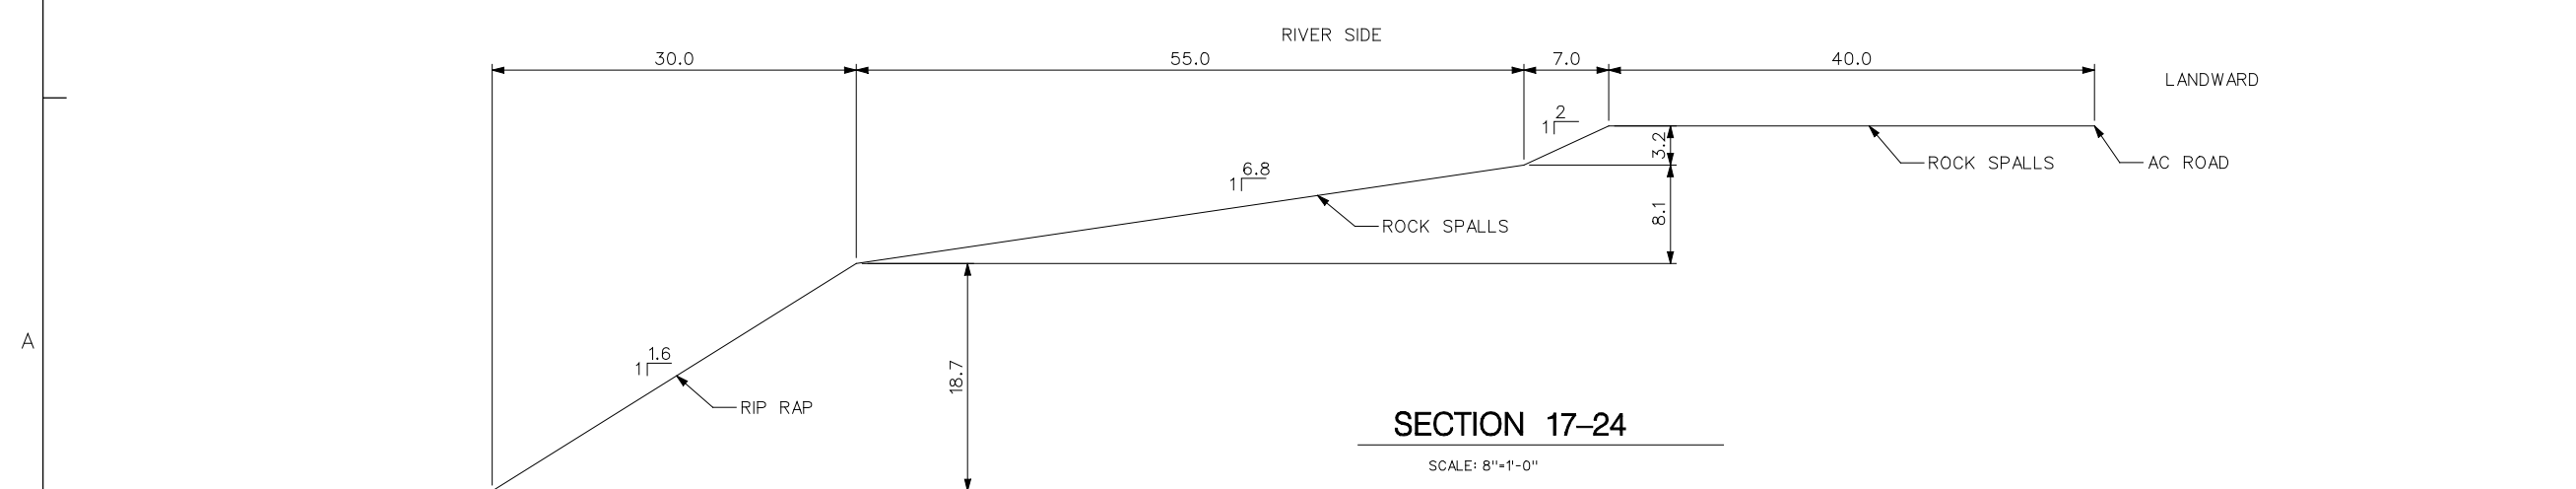 RIVER SIDE
30.0
55.0
7.0
40.0
LANDWARD
2
1
3.2
ROCK SPALLS
AC ROAD
6.8
1
8.1
ROCK SPALLS
A
1.6
1
18.7
RIP RAP
SECTION 17-24
SCALE: 8"=1'-0"